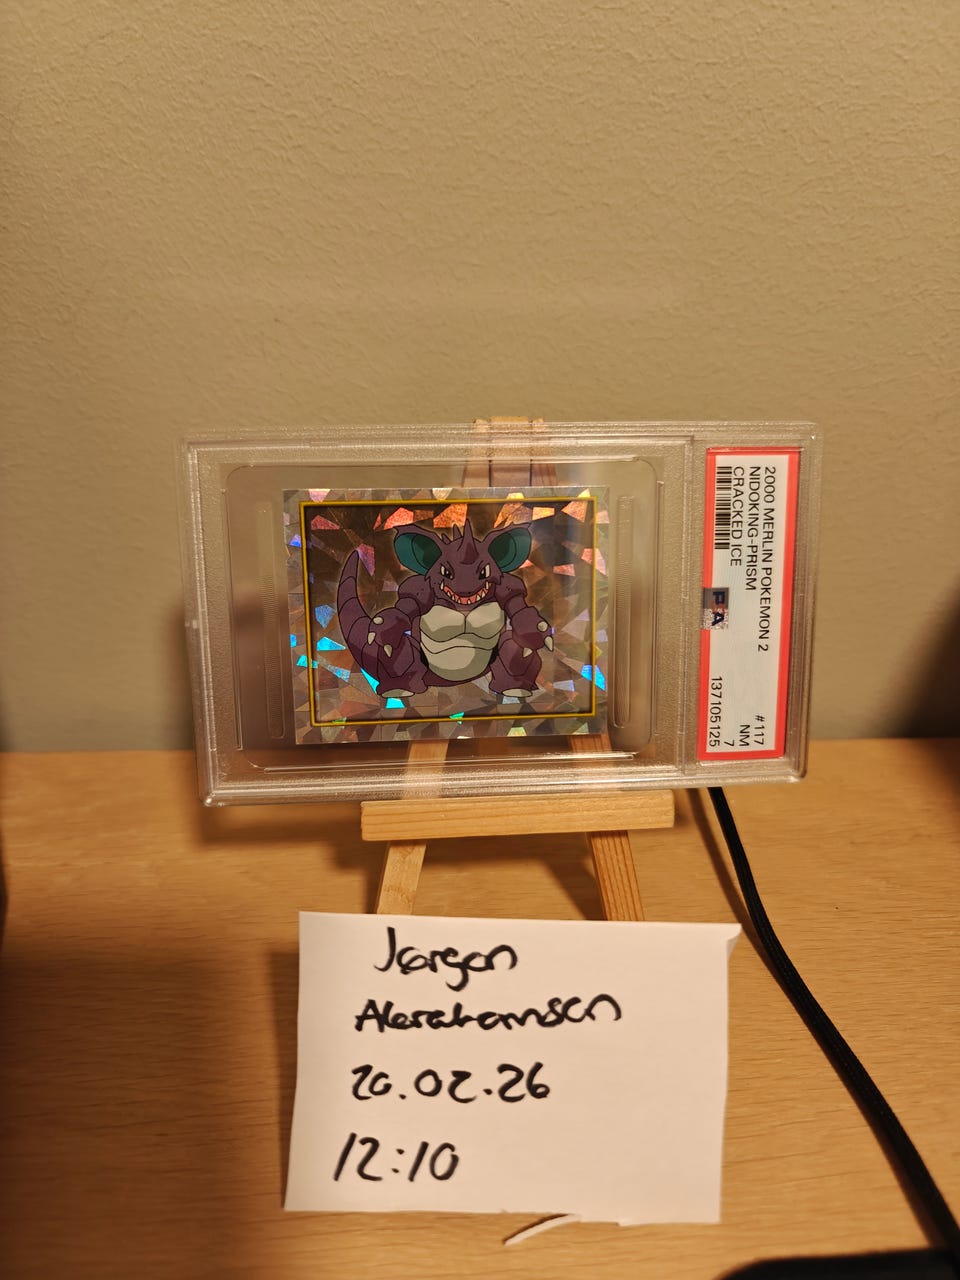 2000 MERLIN POKEMON 2 #117
NIDOKING-PRISM NM
CRACKED ICE 7
PSA
137105125
Jørgen
Abrahamsen
20.02.26
12:10